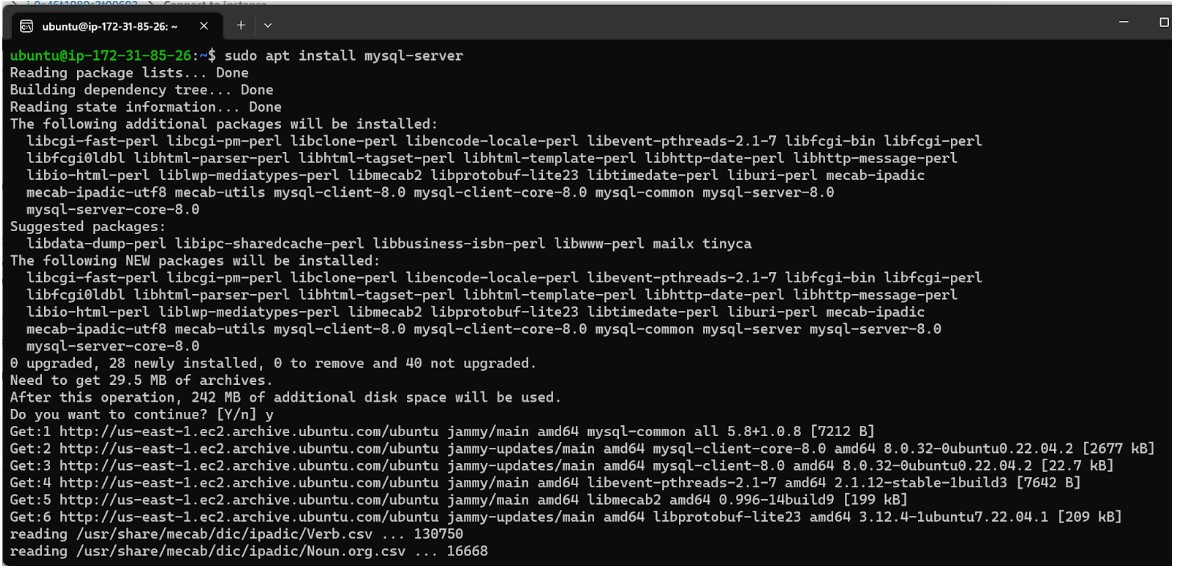 ubuntu@ip-172-31-85-26: ~
ubuntu@ip-172-31-85-26:~$ sudo apt install mysql-server
Reading package lists... Done
Building dependency tree... Done
Reading state information... Done
The following additional packages will be installed:
  libcgi-fast-perl libcgi-pm-perl libclone-perl libencode-locale-perl libevent-pthreads-2.1-7 libfcgi-bin libfcgi-perl
  libfcgi0ldbl libhtml-parser-perl libhtml-tagset-perl libhtml-template-perl libhttp-date-perl libhttp-message-perl
  libio-html-perl liblwp-mediatypes-perl libmecab2 libprotobuf-lite23 libtimedate-perl liburi-perl mecab-ipadic
  mecab-ipadic-utf8 mecab-utils mysql-client-8.0 mysql-client-core-8.0 mysql-common mysql-server-8.0
  mysql-server-core-8.0
Suggested packages:
  libdata-dump-perl libipc-sharedcache-perl libbusiness-isbn-perl libwww-perl mailx tinyca
The following NEW packages will be installed:
  libcgi-fast-perl libcgi-pm-perl libclone-perl libencode-locale-perl libevent-pthreads-2.1-7 libfcgi-bin libfcgi-perl
  libfcgi0ldbl libhtml-parser-perl libhtml-tagset-perl libhtml-template-perl libhttp-date-perl libhttp-message-perl
  libio-html-perl liblwp-mediatypes-perl libmecab2 libprotobuf-lite23 libtimedate-perl liburi-perl mecab-ipadic
  mecab-ipadic-utf8 mecab-utils mysql-client-8.0 mysql-client-core-8.0 mysql-common mysql-server mysql-server-8.0
  mysql-server-core-8.0
0 upgraded, 28 newly installed, 0 to remove and 40 not upgraded.
Need to get 29.5 MB of archives.
After this operation, 242 MB of additional disk space will be used.
Do you want to continue? [Y/n] y
Get:1 http://us-east-1.ec2.archive.ubuntu.com/ubuntu jammy/main amd64 mysql-common all 5.8+1.0.8 [7212 B]
Get:2 http://us-east-1.ec2.archive.ubuntu.com/ubuntu jammy-updates/main amd64 mysql-client-core-8.0 amd64 8.0.32-0ubuntu0.22.04.2 [2677 kB]
Get:3 http://us-east-1.ec2.archive.ubuntu.com/ubuntu jammy-updates/main amd64 mysql-client-8.0 amd64 8.0.32-0ubuntu0.22.04.2 [22.7 kB]
Get:4 http://us-east-1.ec2.archive.ubuntu.com/ubuntu jammy/main amd64 libevent-pthreads-2.1-7 amd64 2.1.12-stable-1build3 [7642 B]
Get:5 http://us-east-1.ec2.archive.ubuntu.com/ubuntu jammy/main amd64 libmecab2 amd64 0.996-14build9 [199 kB]
Get:6 http://us-east-1.ec2.archive.ubuntu.com/ubuntu jammy-updates/main amd64 libprotobuf-lite23 amd64 3.12.4-1ubuntu7.22.04.1 [209 kB]
reading /usr/share/mecab/dic/ipadic/Verb.csv ... 130750
reading /usr/share/mecab/dic/ipadic/Noun.org.csv ... 16668